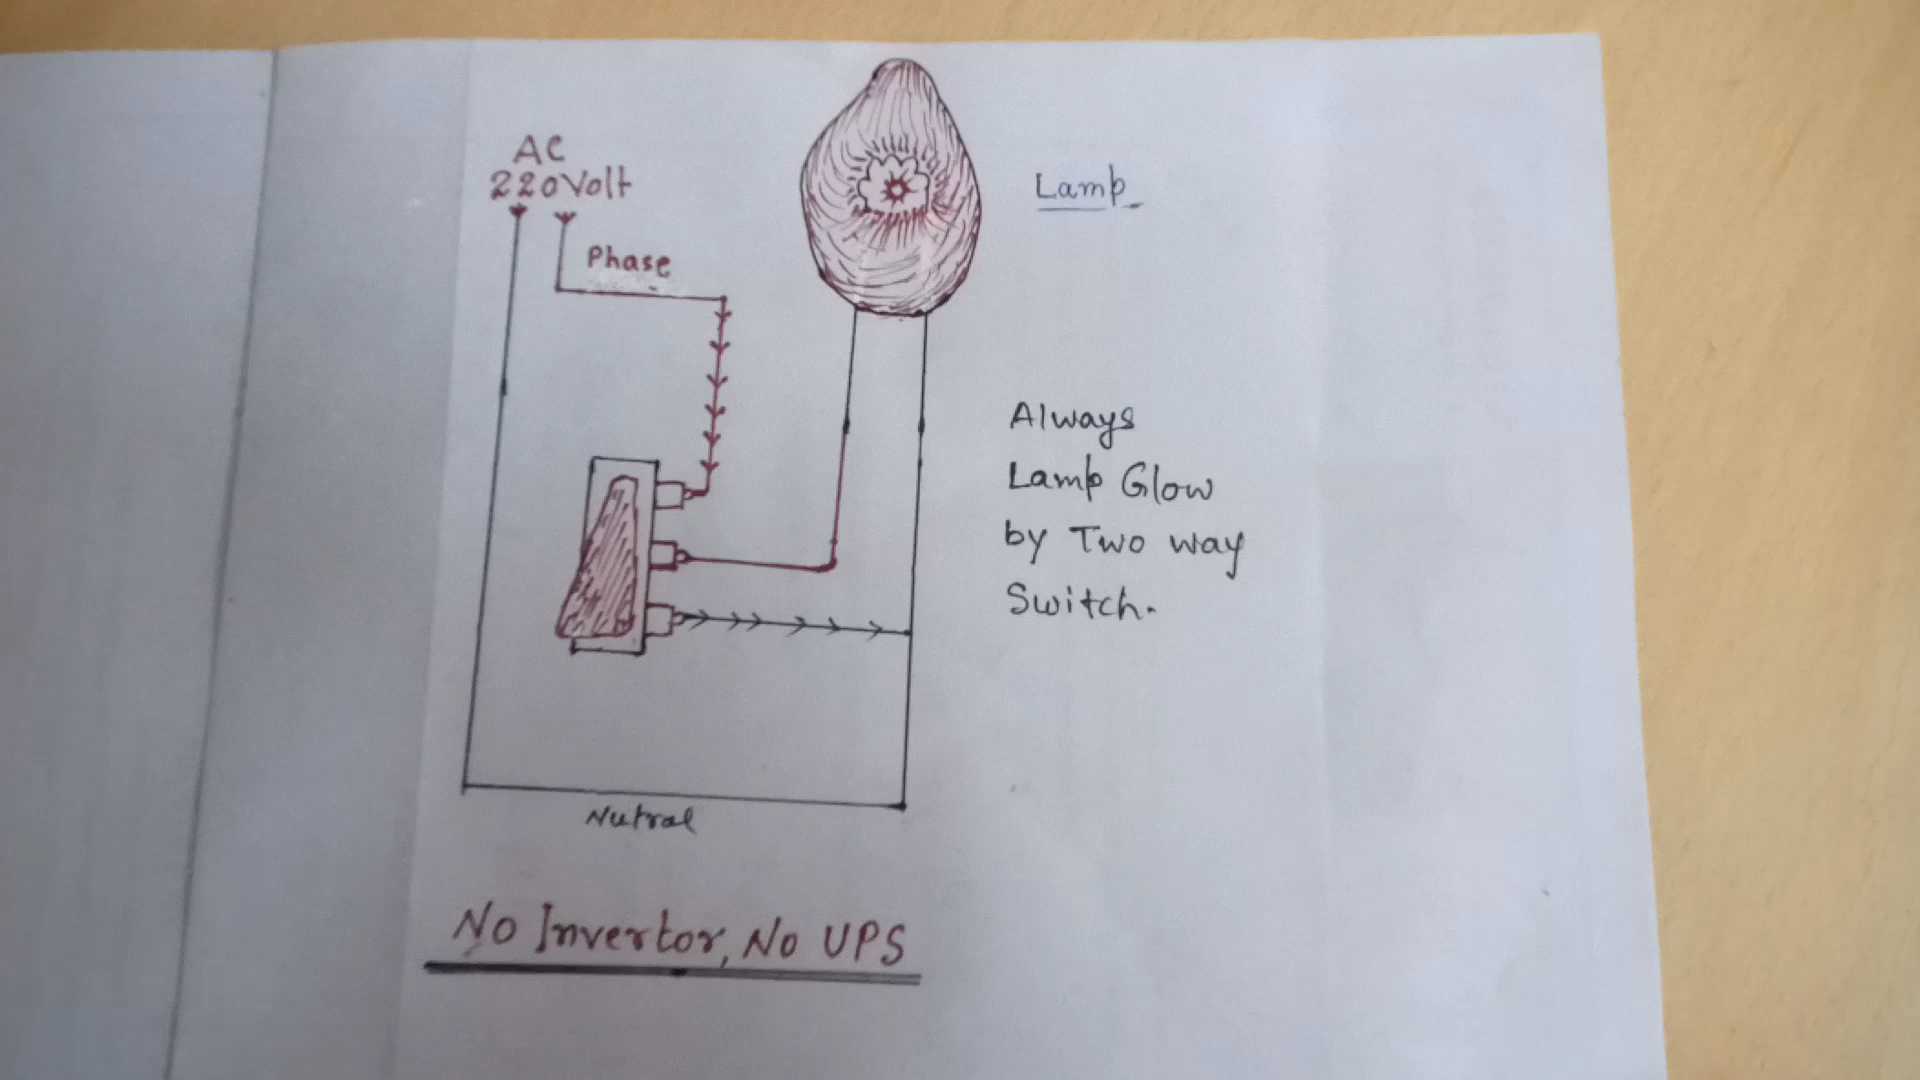 AC
220Volt
Phase
Lamp
Always
Lamp Glow
by Two way
Switch.
Nutral
No Invertor, No UPS